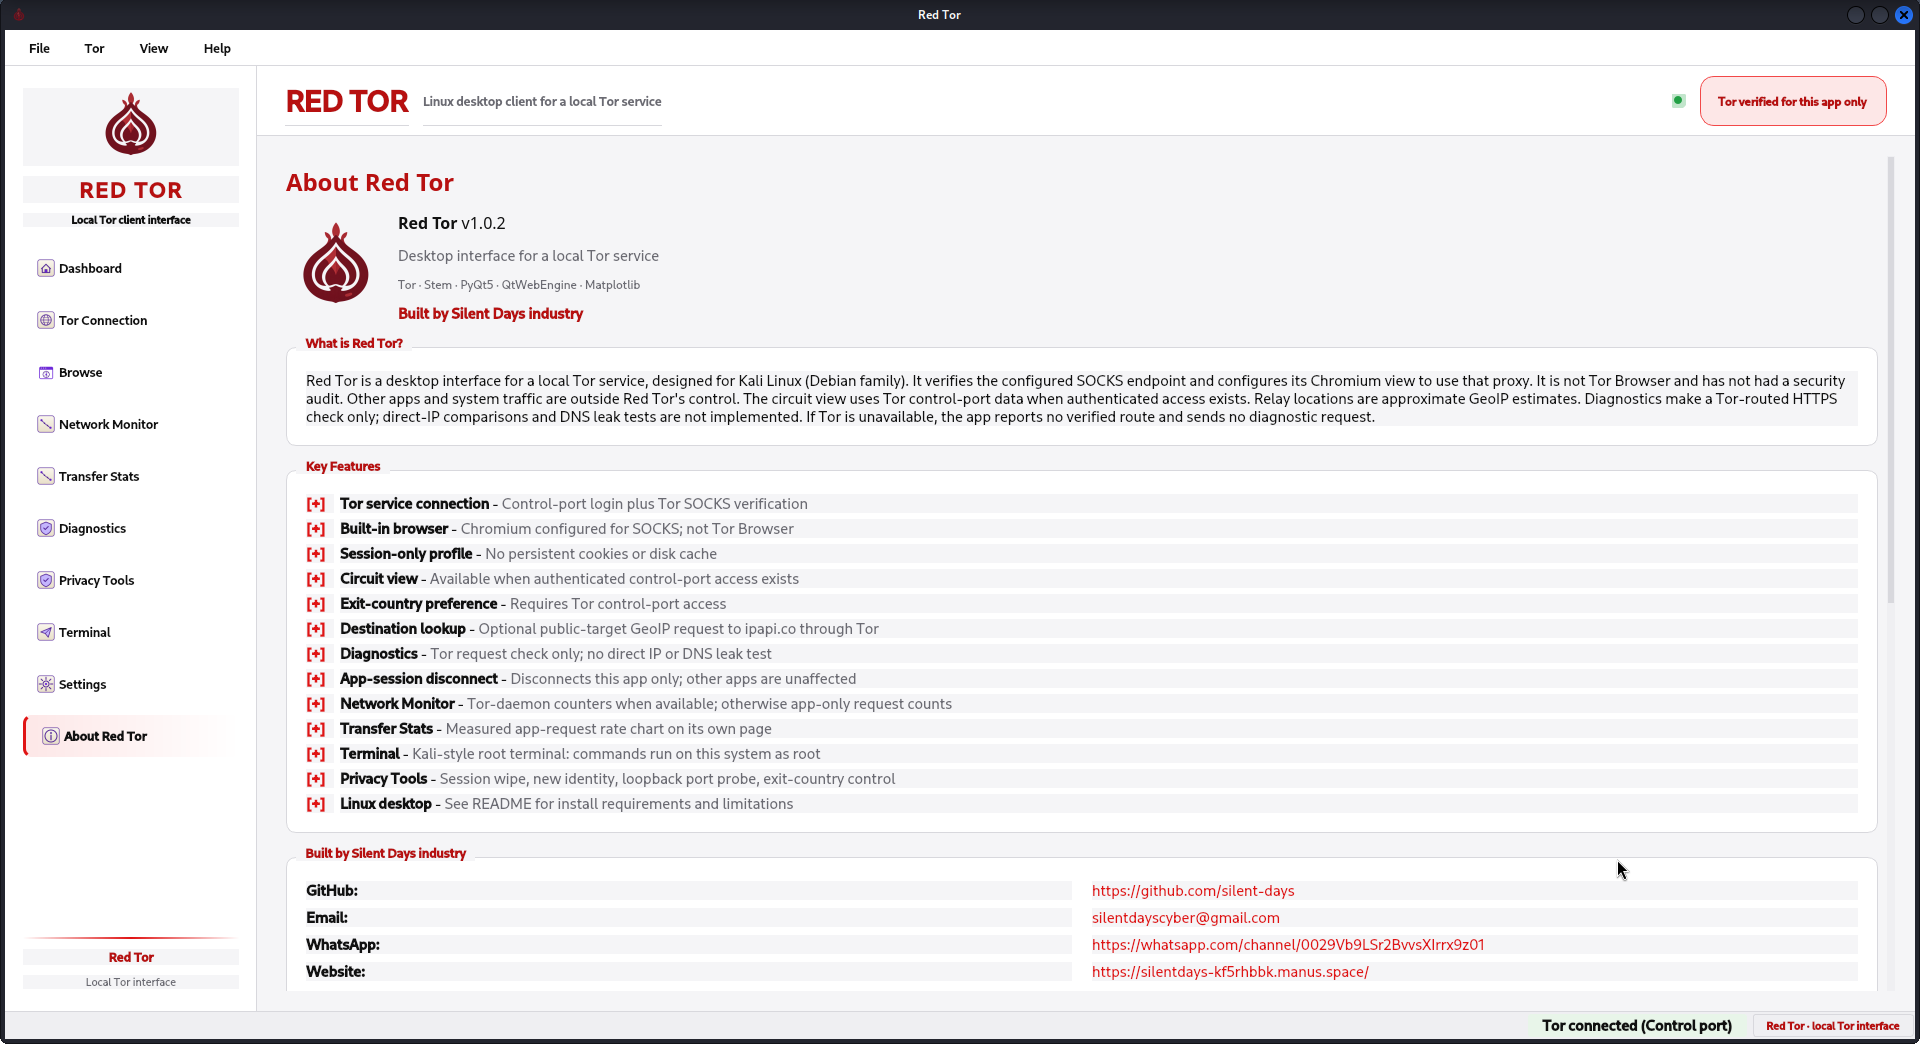 Red Tor
File Tor View Help
RED TOR
Local Tor client interface
Dashboard
Tor Connection
Browse
Network Monitor
Transfer Stats
Diagnostics
Privacy Tools
Terminal
Settings
About Red Tor
Red Tor
Local Tor interface
RED TOR Linux desktop client for a local Tor service
Tor verified for this app only
About Red Tor
Red Tor v1.0.2
Desktop interface for a local Tor service
Tor · Stem · PyQt5 · QtWebEngine · Matplotlib
Built by Silent Days industry
What is Red Tor?
Red Tor is a desktop interface for a local Tor service, designed for Kali Linux (Debian family). It verifies the configured SOCKS endpoint and configures its Chromium view to use that proxy. It is not Tor Browser and has not had a security
audit. Other apps and system traffic are outside Red Tor's control. The circuit view uses Tor control-port data when authenticated access exists. Relay locations are approximate GeoIP estimates. Diagnostics make a Tor-routed HTTPS
check only; direct-IP comparisons and DNS leak tests are not implemented. If Tor is unavailable, the app reports no verified route and sends no diagnostic request.
Key Features
[+] Tor service connection - Control-port login plus Tor SOCKS verification
[+] Built-in browser - Chromium configured for SOCKS; not Tor Browser
[+] Session-only profile - No persistent cookies or disk cache
[+] Circuit view - Available when authenticated control-port access exists
[+] Exit-country preference - Requires Tor control-port access
[+] Destination lookup - Optional public-target GeoIP request to ipapi.co through Tor
[+] Diagnostics - Tor request check only; no direct IP or DNS leak test
[+] App-session disconnect - Disconnects this app only; other apps are unaffected
[+] Network Monitor - Tor-daemon counters when available; otherwise app-only request counts
[+] Transfer Stats - Measured app-request rate chart on its own page
[+] Terminal - Kali-style root terminal: commands run on this system as root
[+] Privacy Tools - Session wipe, new identity, loopback port probe, exit-country control
[+] Linux desktop - See README for install requirements and limitations
Built by Silent Days industry
GitHub: https://github.com/silent-days
Email: silentdayscyber@gmail.com
WhatsApp: https://whatsapp.com/channel/0029Vb9LSr2BvvsXIrrx9z01
Website: https://silentdays-kf5rhbbk.manus.space/
Tor connected (Control port)
Red Tor · local Tor interface